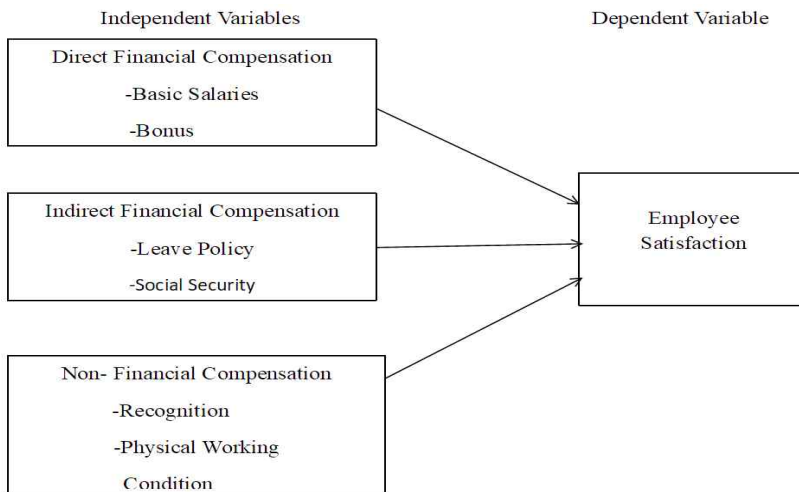 Independent Variables
Dependent Variable
Direct Financial Compensation
-Basic Salaries
-Bonus
Indirect Financial Compensation
-Leave Policy
-Social Security
Non- Financial Compensation
-Recognition
-Physical Working
Condition
Employee
Satisfaction